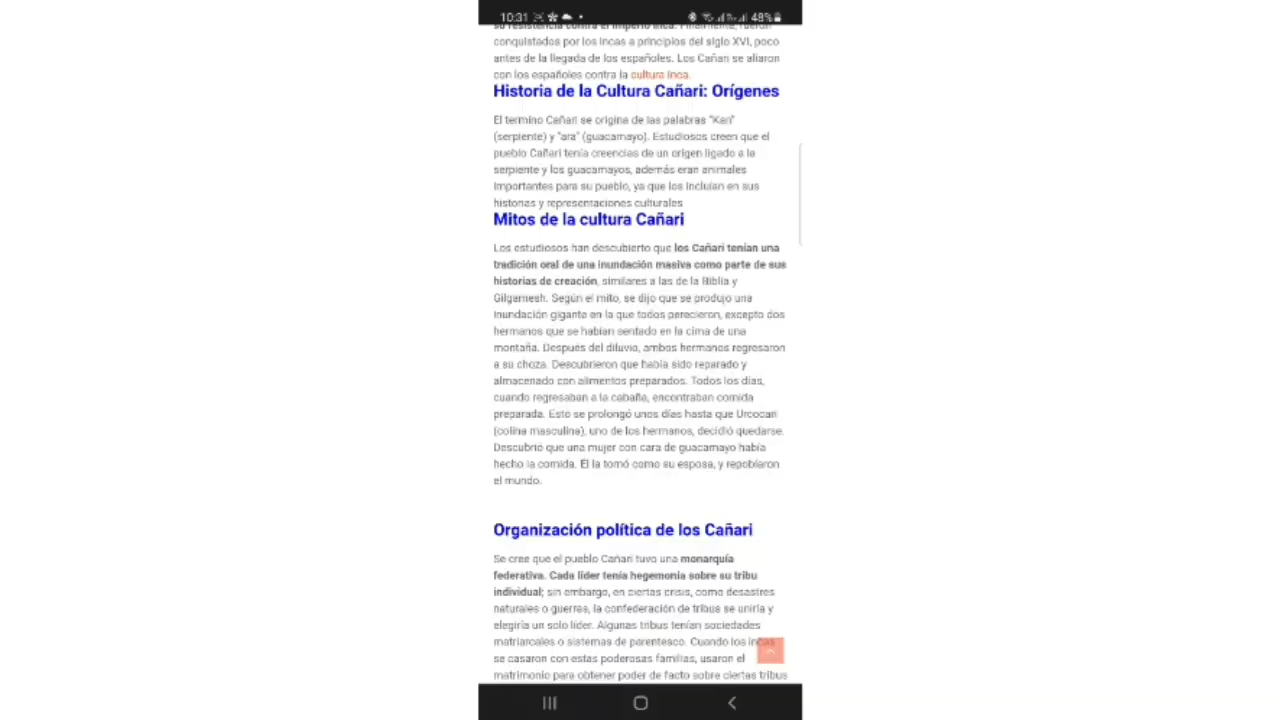 10:31
48%
su resistencia contra el imperio inca. Finalmente, fueron
conquistados por los incas a principios del siglo XVI, poco
antes de la llegada de los españoles. Los Cañari se aliaron
con los españoles contra la cultura inca.
Historia de la Cultura Cañari: Orígenes
El termino Cañari se origina de las palabras "Kan"
(serpiente) y "ara" (guacamayo). Estudiosos creen que el
pueblo Cañari tenía creencias de un origen ligado a la
serpiente y los guacamayos, además eran animales
importantes para su pueblo, ya que los incluían en sus
historias y representaciones culturales
Mitos de la cultura Cañari
Los estudiosos han descubierto que los Cañari tenían una
tradición oral de una inundación masiva como parte de sus
historias de creación, similares a las de la Biblia y
Gilgamesh. Según el mito, se dijo que se produjo una
inundación gigante en la que todos perecieron, excepto dos
hermanos que se habían sentado en la cima de una
montaña. Después del diluvio, ambos hermanos regresaron
a su choza. Descubrieron que había sido reparado y
almacenado con alimentos preparados. Todos los días,
cuando regresaban a la cabaña, encontraban comida
preparada. Esto se prolongó unos días hasta que Urcocari
(colina masculina), uno de los hermanos, decidió quedarse.
Descubrió que una mujer con cara de guacamayo había
hecho la comida. Él la tomó como su esposa, y repoblaron
el mundo.
Organización política de los Cañari
Se cree que el pueblo Cañari tuvo una monarquía
federativa. Cada líder tenía hegemonía sobre su tribu
individual; sin embargo, en ciertas crisis, como desastres
naturales o guerras, la confederación de tribus se uniría y
elegiría un solo líder. Algunas tribus tenían sociedades
matriarcales o sistemas de parentesco. Cuando los incas
se casaron con estas poderosas familias, usaron el
matrimonio para obtener poder de facto sobre ciertas tribus